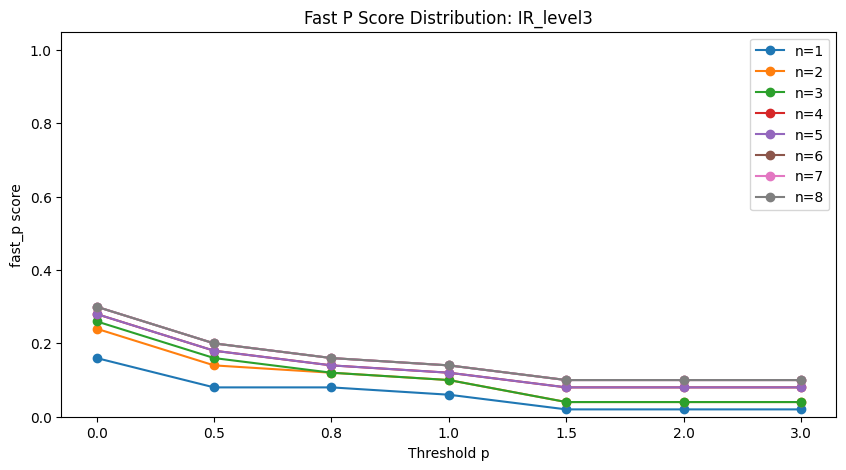 Fast P Score Distribution: IR_level3
fast_p score
1.0
0.8
0.6
0.4
0.2
0.0
n=1
n=2
n=3
n=4
n=5
n=6
n=7
n=8
0.0 0.5 0.8 1.0 1.5 2.0 3.0
Threshold p